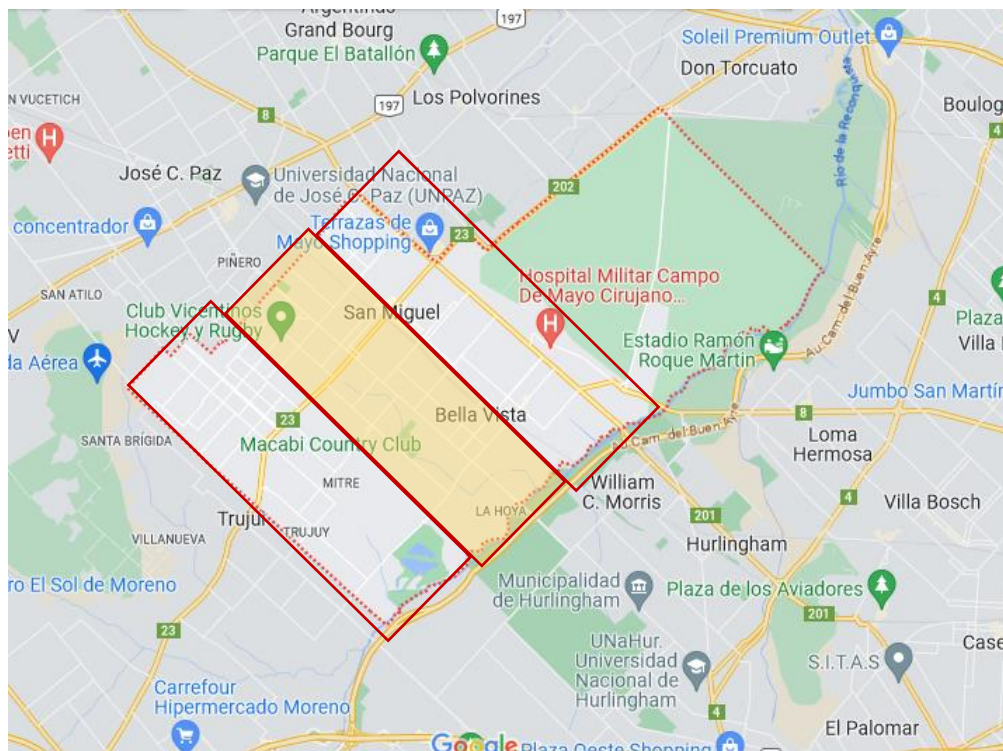 Grand Bourg
197
Parque El Batallón
Soleil Premium Outlet
Don Torcuato
N VUCETICH
197
Los Polvorines
8
Boulog
4
Río de la Reconquista
José C. Paz
Universidad Nacional
de José C. Paz (UNPAZ)
202
concentrador
Terrazas de
Mayo Shopping
23
PIÑERO
Hospital Militar Campo
De Mayo Cirujano...
SAN ATILO
Club Vicentinos
Hockey y Rugby
San Miguel
4
Plaza
Villa
Estadio Ramón
Roque Martin
Au. Cam. del Buen Ayre
da Aérea
Jumbo San Martín
23
Bella Vista
8
SANTA BRÍGIDA
Macabi Country Club
Au. Cam. del Buen Ayre
Loma
Hermosa
MITRE
William
C. Morris
4
Villa Bosch
LA HOYA
201
Trujui
TRUJUY
VILLANUEVA
Hurlingham
ro El Sol de Moreno
Municipalidad
de Hurlingham
Plaza de los Aviadores
201
23
UNaHur.
Universidad
Nacional de
Hurlingham
Case
S.I.T.A.S
Carrefour
Hipermercado Moreno
4
El Palomar
Google
Plaza Oeste Shopping